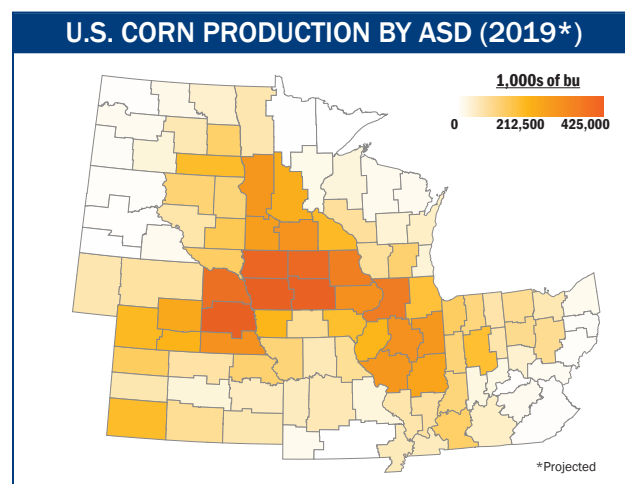 U.S. CORN PRODUCTION BY ASD (2019*)
1,000s of bu
0 212,500 425,000
*Projected